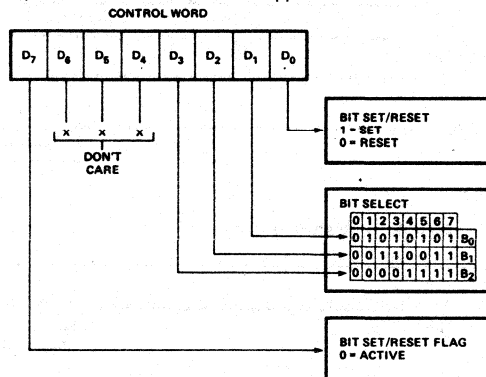 CONTROL WORD
D7 D6 D5 D4 D3 D2 D1 D0
X X X
DON'T
CARE
BIT SET/RESET
1 = SET
0 = RESET
BIT SELECT
0 1 2 3 4 5 6 7
0 1 0 1 0 1 0 1 B0
0 0 1 1 0 0 1 1 B1
0 0 0 0 1 1 1 1 B2
BIT SET/RESET FLAG
0 = ACTIVE